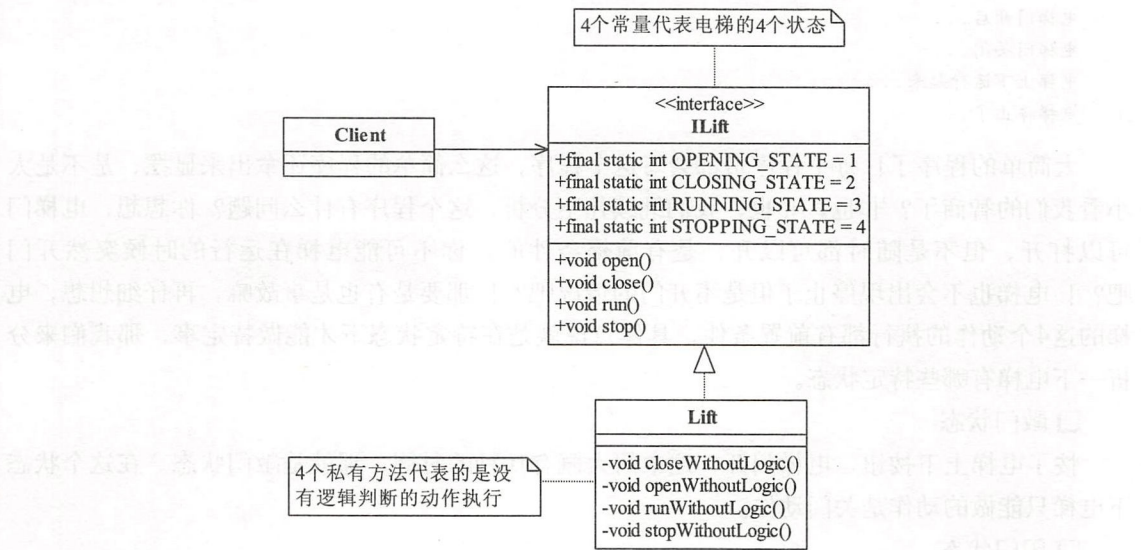 4个常量代表电梯的4个状态
<<interface>>
ILift
Client
+final static int OPENING_STATE = 1
+final static int CLOSING_STATE = 2
+final static int RUNNING_STATE = 3
+final static int STOPPING_STATE = 4
+void open()
+void close()
+void run()
+void stop()
Lift
-void closeWithoutLogic()
-void openWithoutLogic()
-void runWithoutLogic()
-void stopWithoutLogic()
4个私有方法代表的是没
有逻辑判断的动作执行